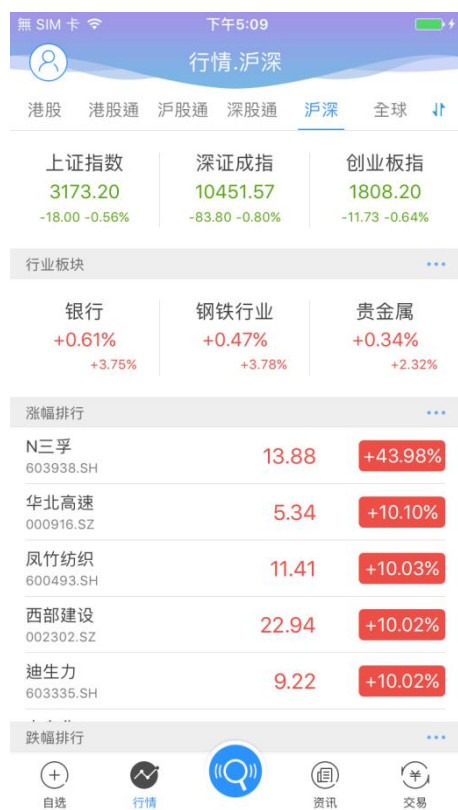 無 SIM 卡 下午5:09
行情.沪深
港股 港股通 沪股通 深股通 沪深 全球
上证指数 深证成指 创业板指
3173.20 10451.57 1808.20
-18.00 -0.56% -83.80 -0.80% -11.73 -0.64%
行业板块
银行 钢铁行业 贵金属
+0.61% +0.47% +0.34%
+3.75% +3.78% +2.32%
涨幅排行
N三孚 13.88 +43.98%
603938.SH
华北高速 5.34 +10.10%
000916.SZ
凤竹纺织 11.41 +10.03%
600493.SH
西部建设 22.94 +10.02%
002302.SZ
迪生力 9.22 +10.02%
603335.SH
跌幅排行
自选 行情 资讯 交易